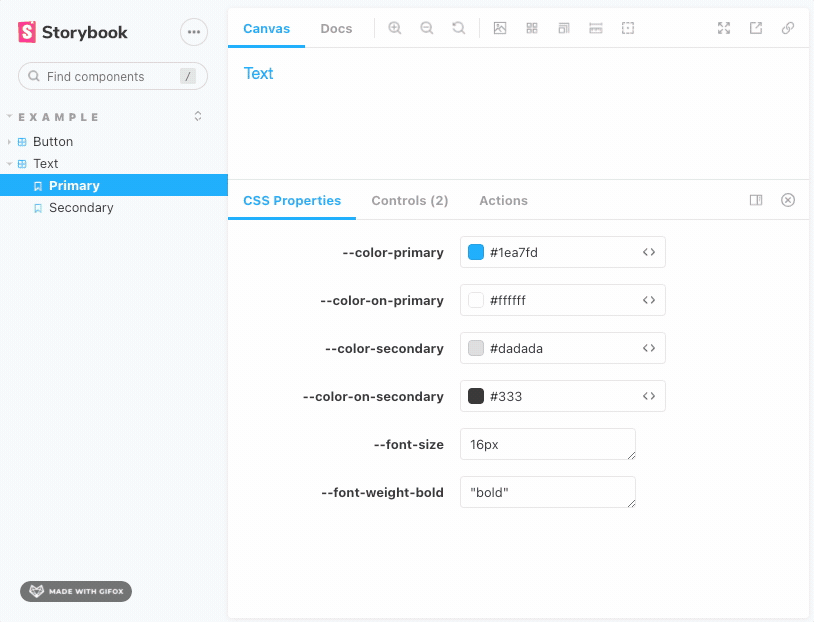 Storybook
Find components /
EXAMPLE
Button
Text
Primary
Secondary
MADE WITH GIFOX
Canvas Docs
Text
CSS Properties Controls (2) Actions
--color-primary #1ea7fd
--color-on-primary #ffffff
--color-secondary #dadada
--color-on-secondary #333
--font-size 16px
--font-weight-bold "bold"